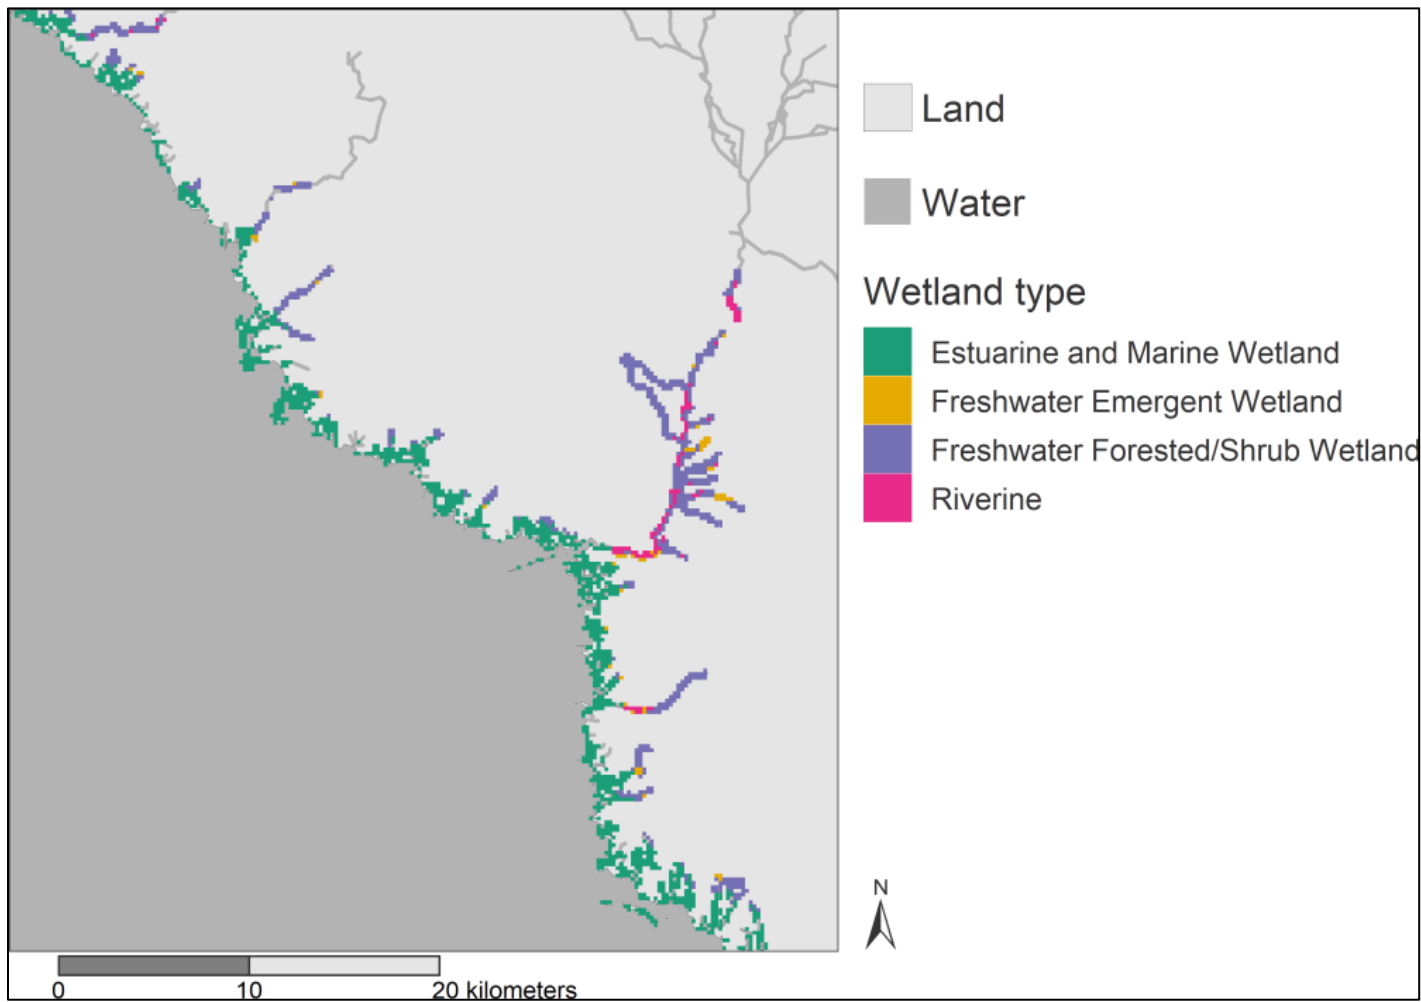 Land
Water
Wetland type
Estuarine and Marine Wetland
Freshwater Emergent Wetland
Freshwater Forested/Shrub Wetland
Riverine
N
0 10 20 kilometers